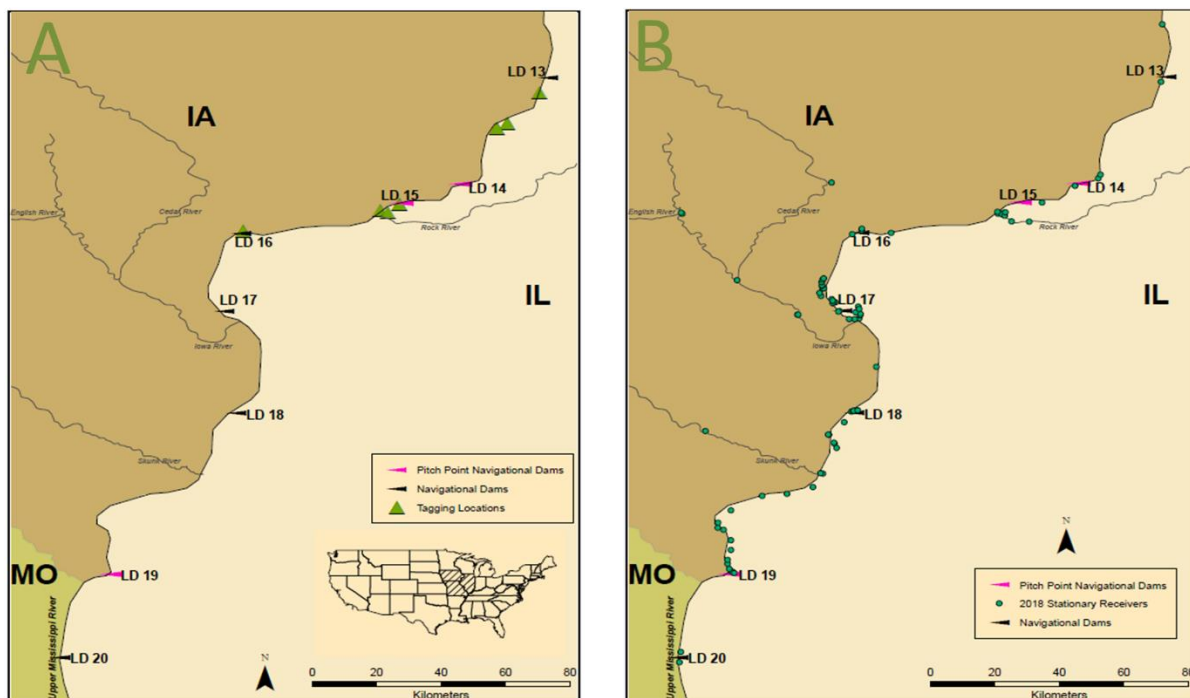 A
LD 13
IA
LD 15
LD 14
English River
Cedar River
Rock River
LD 16
IL
LD 17
Iowa River
LD 18
Skunk River
Pitch Point Navigational Dams
Navigational Dams
Tagging Locations
MO
LD 19
Upper Mississippi River
LD 20
N
0 20 40 60 80
Kilometers
B
LD 13
IA
LD 15
LD 14
English River
Cedar River
Rock River
LD 16
IL
LD 17
Iowa River
LD 18
Skunk River
N
MO
LD 19
Pitch Point Navigational Dams
2018 Stationary Receivers
Navigational Dams
Upper Mississippi River
LD 20
0 20 40 60 80
Kilometers